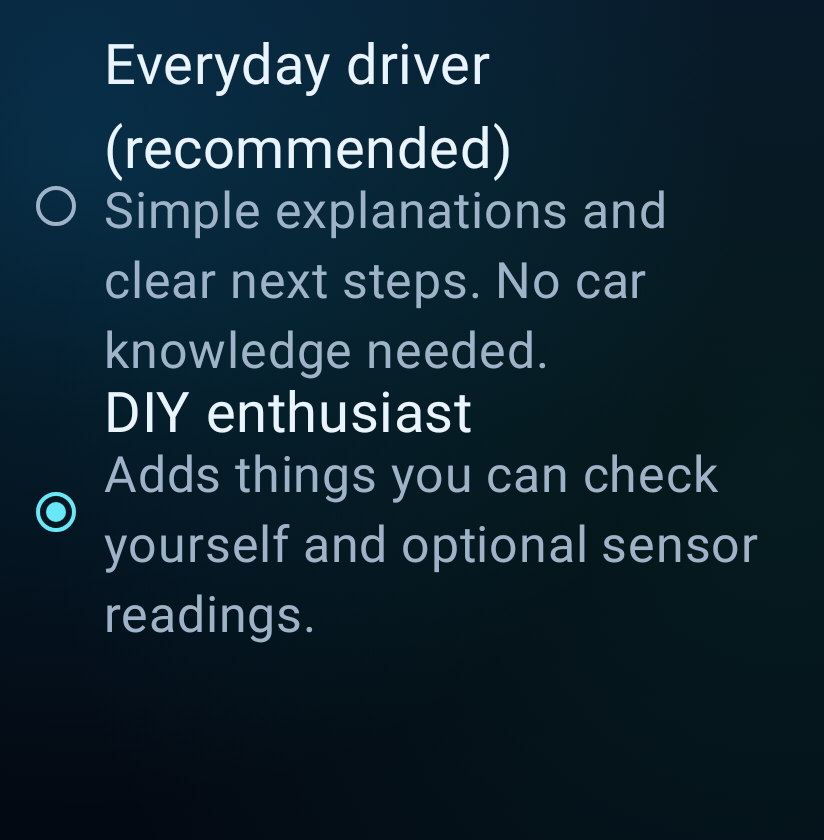 Everyday driver
(recommended)
Simple explanations and
clear next steps. No car
knowledge needed.
DIY enthusiast
Adds things you can check
yourself and optional sensor
readings.